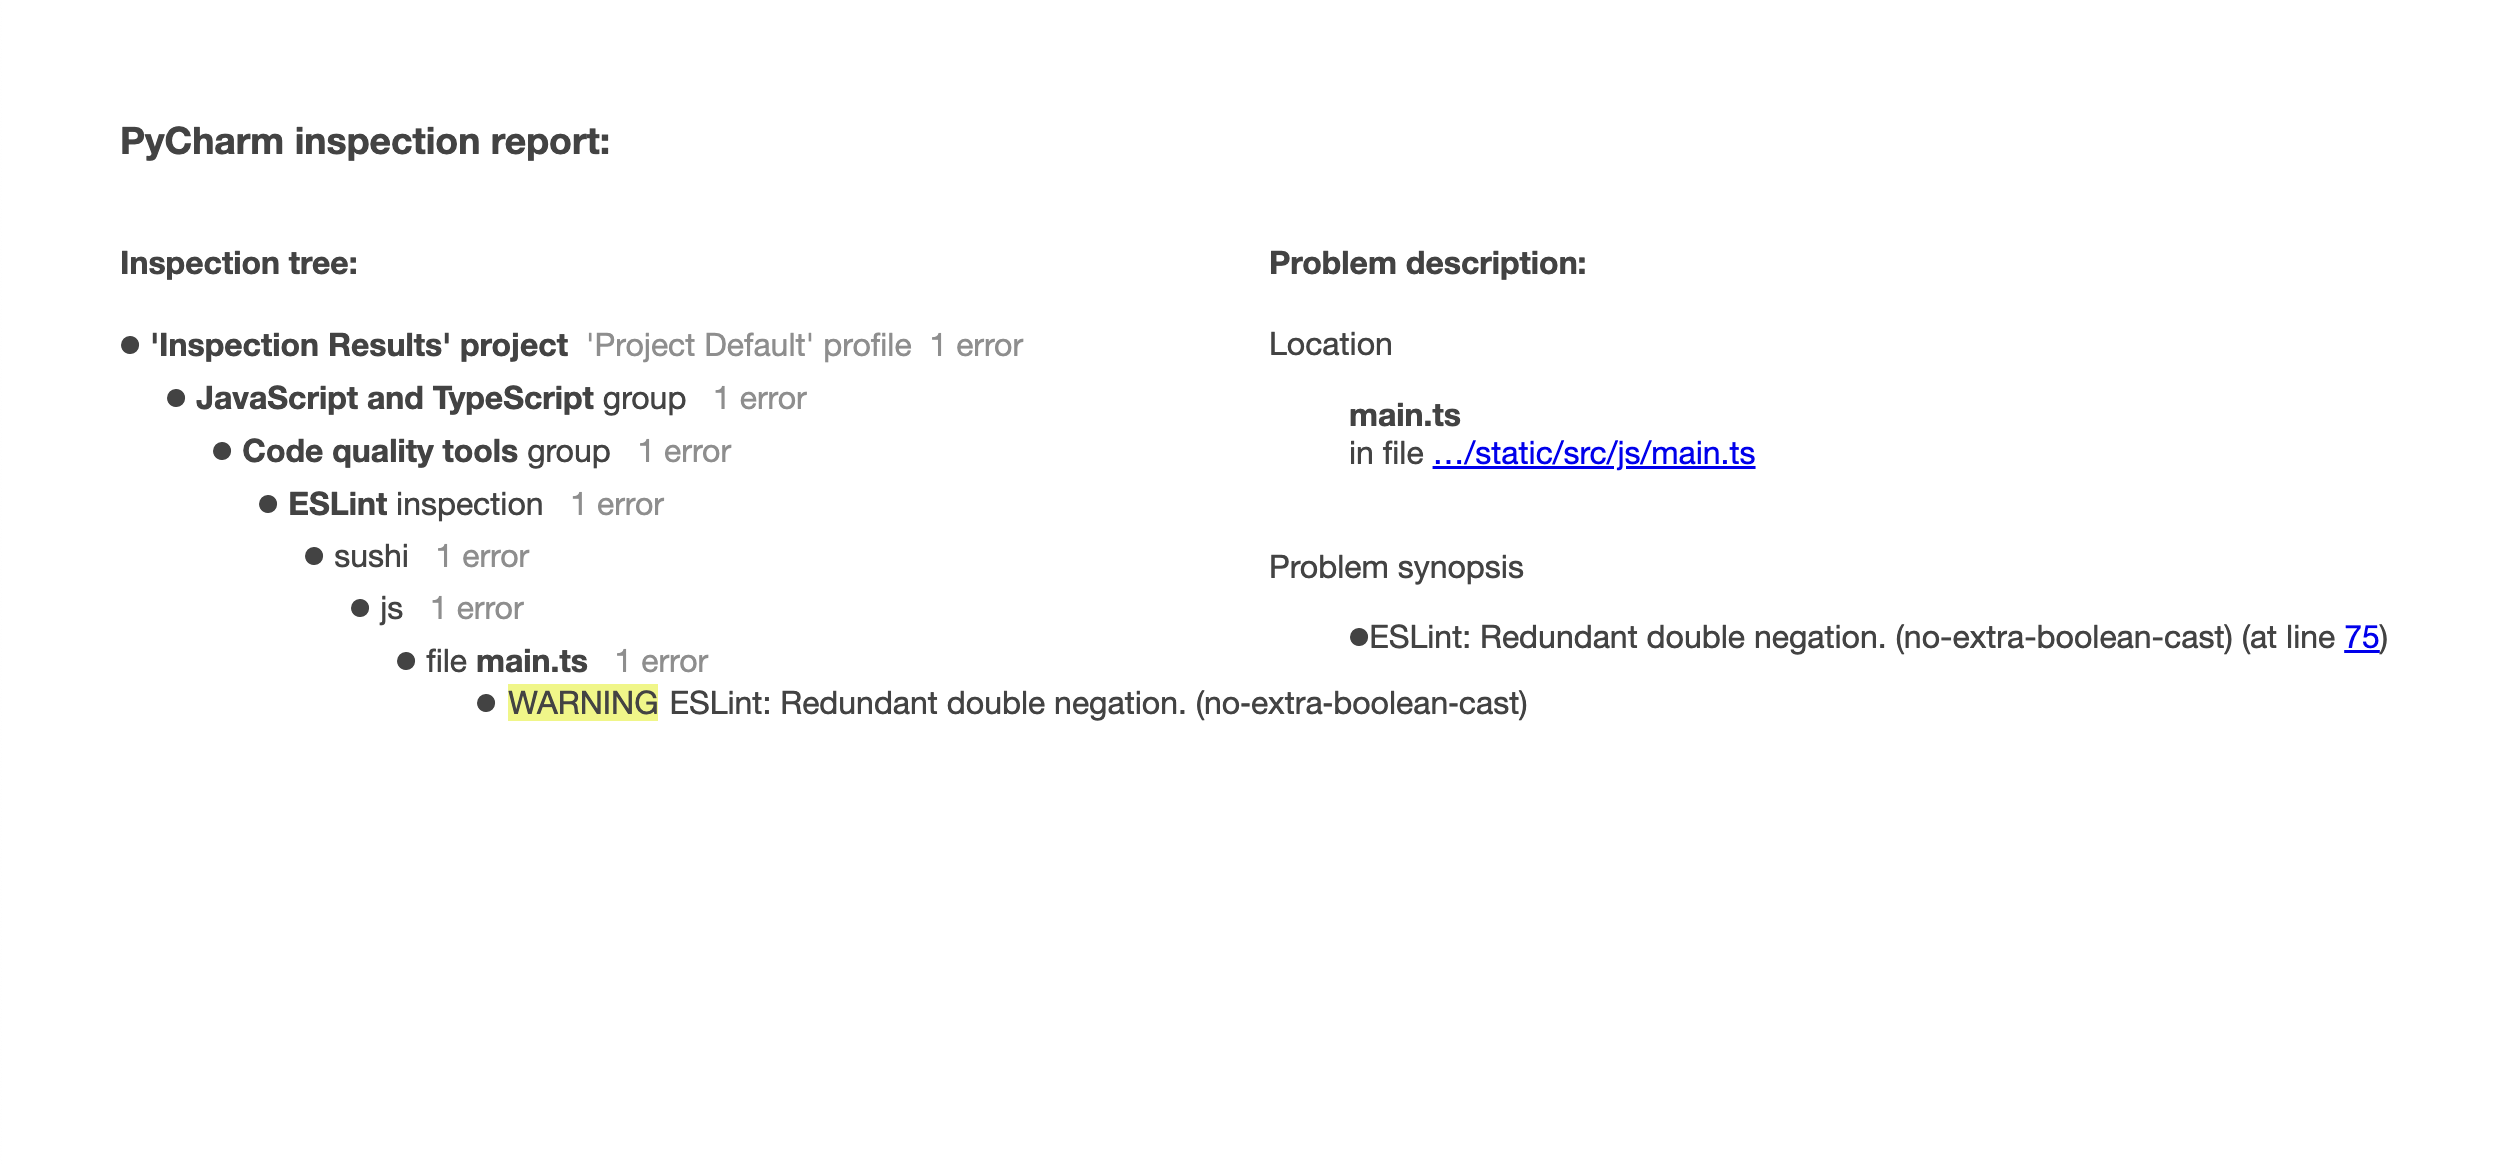 PyCharm inspection report:
Inspection tree:
'Inspection Results' project 'Project Default' profile 1 error
JavaScript and TypeScript group 1 error
Code quality tools group 1 error
ESLint inspection 1 error
sushi 1 error
js 1 error
file main.ts 1 error
WARNING ESLint: Redundant double negation. (no-extra-boolean-cast)
Problem description:
Location
main.ts
in file …/static/src/js/main.ts
Problem synopsis
ESLint: Redundant double negation. (no-extra-boolean-cast) (at line 75)